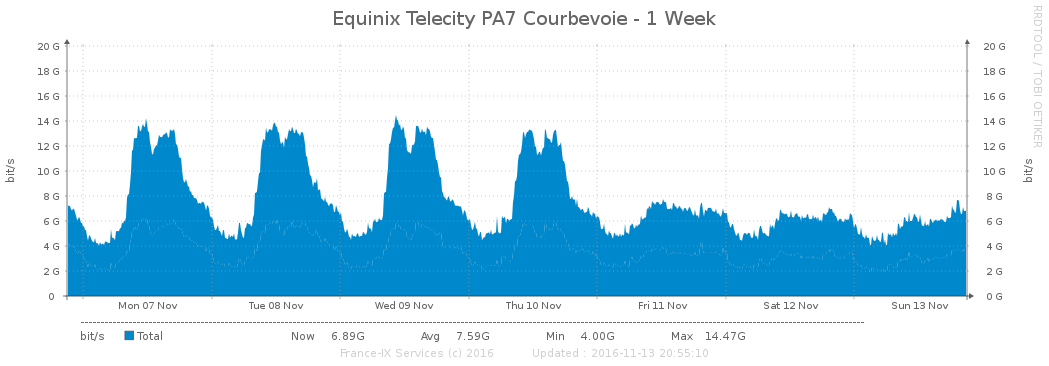 Equinix Telecity PA7 Courbevoie - 1 Week
RRDTOOL / TOBI OETIKER
bit/s
20 G
18 G
16 G
14 G
12 G
10 G
8 G
6 G
4 G
2 G
0
20 G
18 G
16 G
14 G
12 G
10 G
8 G
6 G
4 G
2 G
0 G
bit/s
Mon 07 Nov Tue 08 Nov Wed 09 Nov Thu 10 Nov Fri 11 Nov Sat 12 Nov Sun 13 Nov
bit/s Total Now 6.89G Avg 7.59G Min 4.00G Max 14.47G
France-IX Services (c) 2016 Updated : 2016-11-13 20:55:10